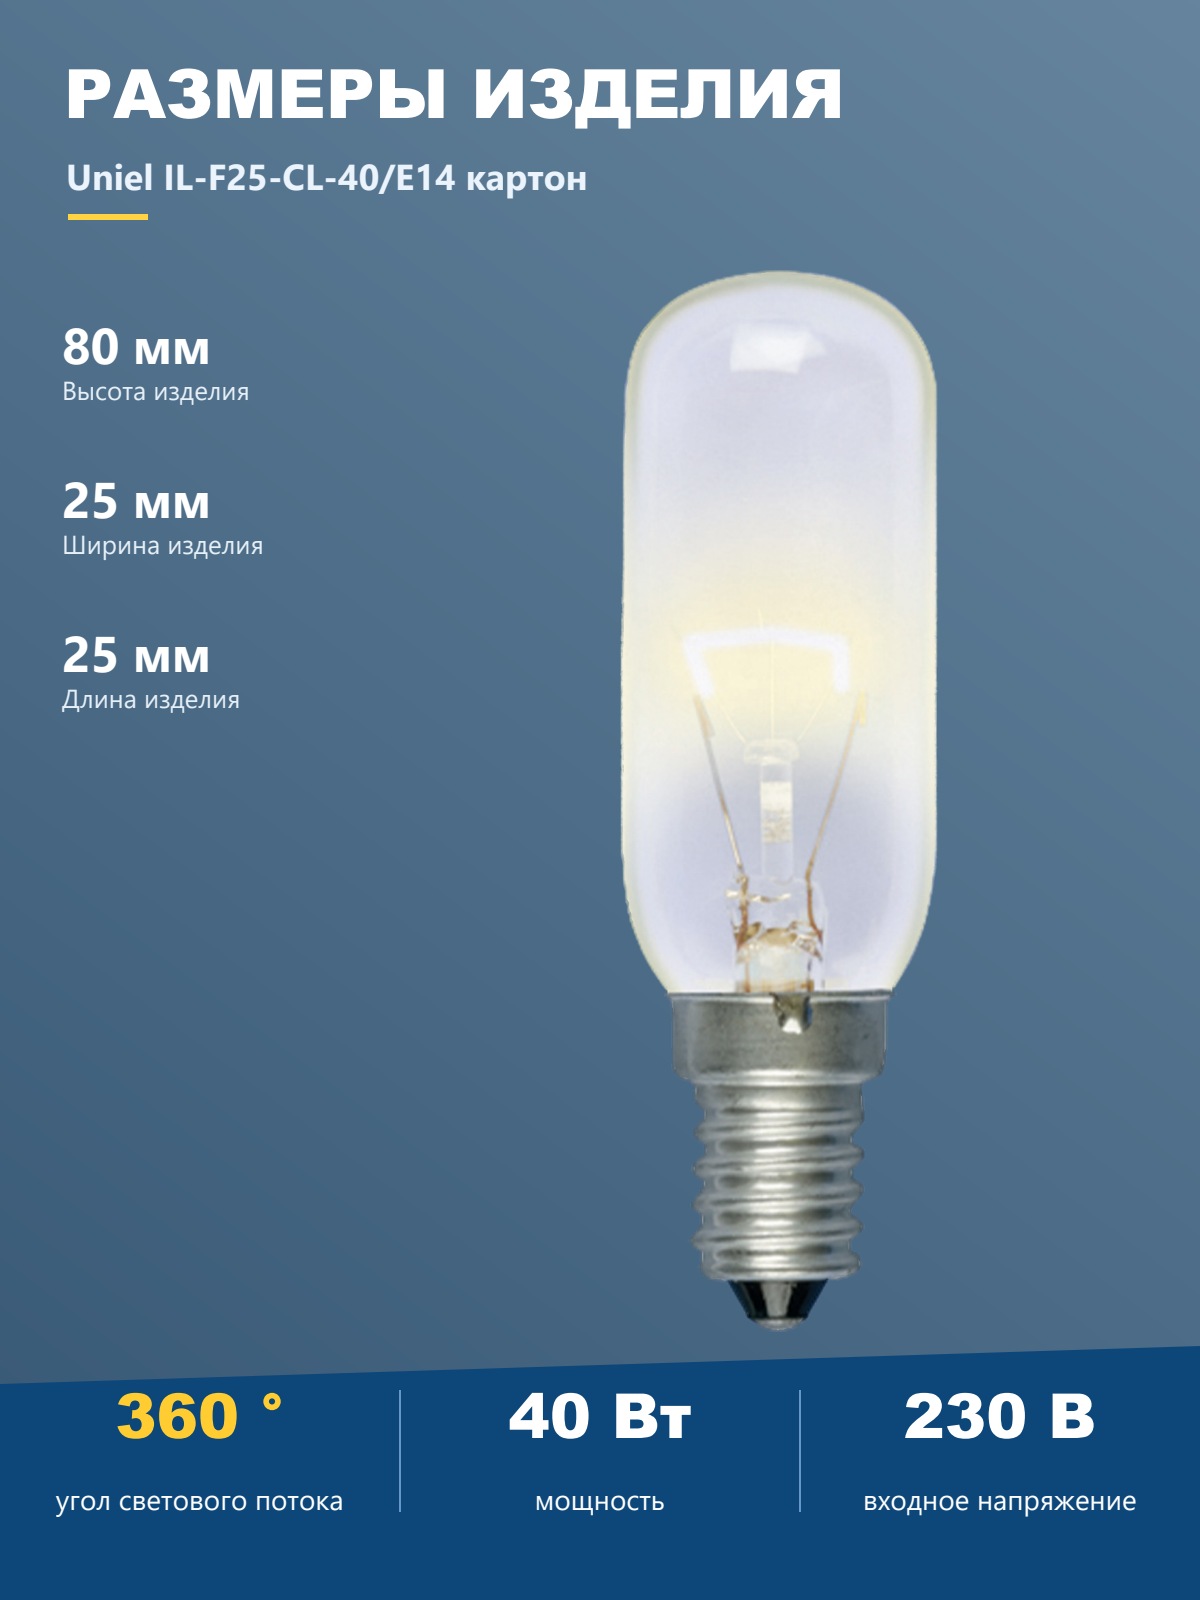 РАЗМЕРЫ ИЗДЕЛИЯ
Uniel IL-F25-CL-40/E14 картон
80 мм
Высота изделия
25 мм
Ширина изделия
25 мм
Длина изделия
360 °
угол светового потока
40 Вт
мощность
230 В
входное напряжение